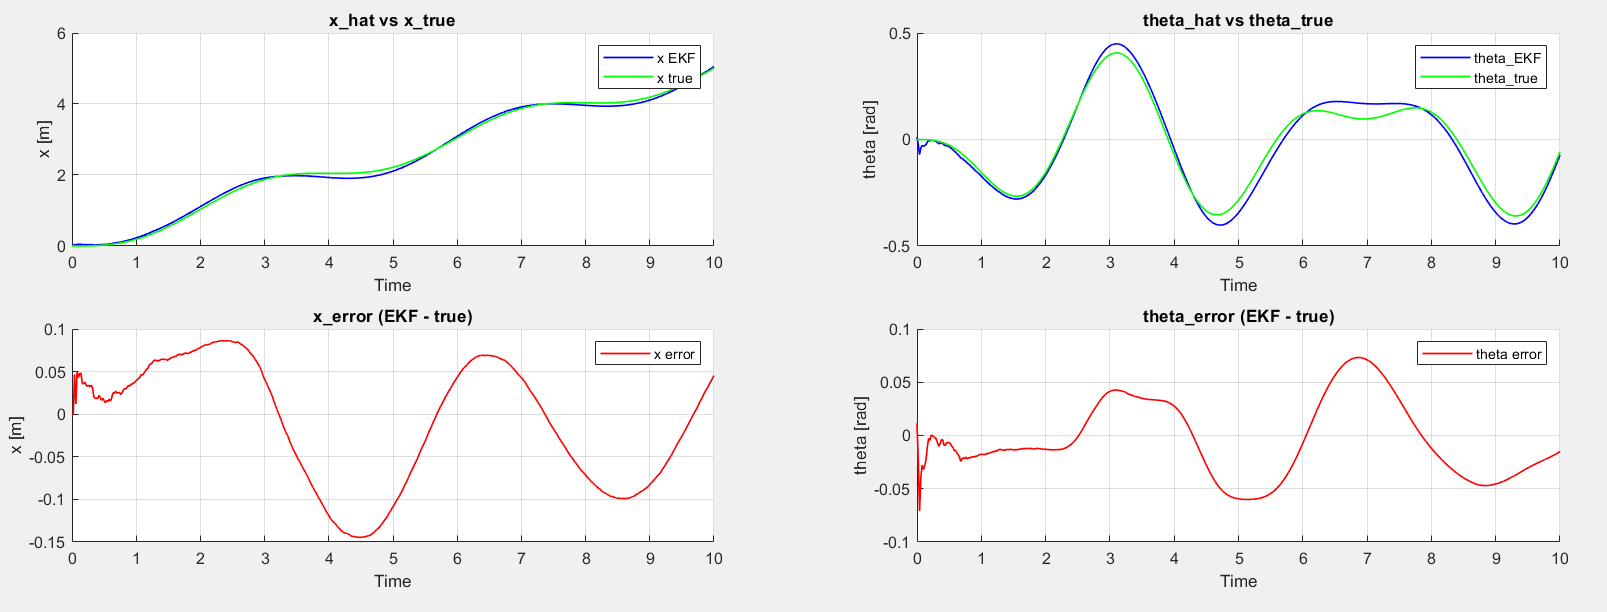 x_hat vs x_true
6
4
2
0
x [m]
x EKF
x true
0 1 2 3 4 5 6 7 8 9 10
Time
theta_hat vs theta_true
0.5
0
-0.5
theta [rad]
theta_EKF
theta_true
0 1 2 3 4 5 6 7 8 9 10
Time
x_error (EKF - true)
0.1
0.05
0
-0.05
-0.1
-0.15
x [m]
x error
0 1 2 3 4 5 6 7 8 9 10
Time
theta_error (EKF - true)
0.1
0.05
0
-0.05
-0.1
theta [rad]
theta error
0 1 2 3 4 5 6 7 8 9 10
Time